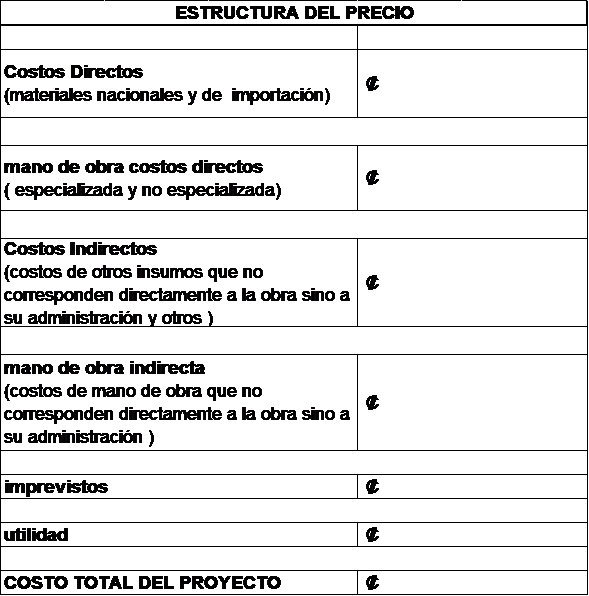 ESTRUCTURA DEL PRECIO
Costos Directos
(materiales nacionales y de importación)
₡
mano de obra costos directos
( especializada y no especializada)
₡
Costos Indirectos
(costos de otros insumos que no
corresponden directamente a la obra sino a
su administración y otros )
₡
mano de obra indirecta
(costos de mano de obra que no
corresponden directamente a la obra sino a
su administración )
₡
imprevistos ₡
utilidad ₡
COSTO TOTAL DEL PROYECTO ₡